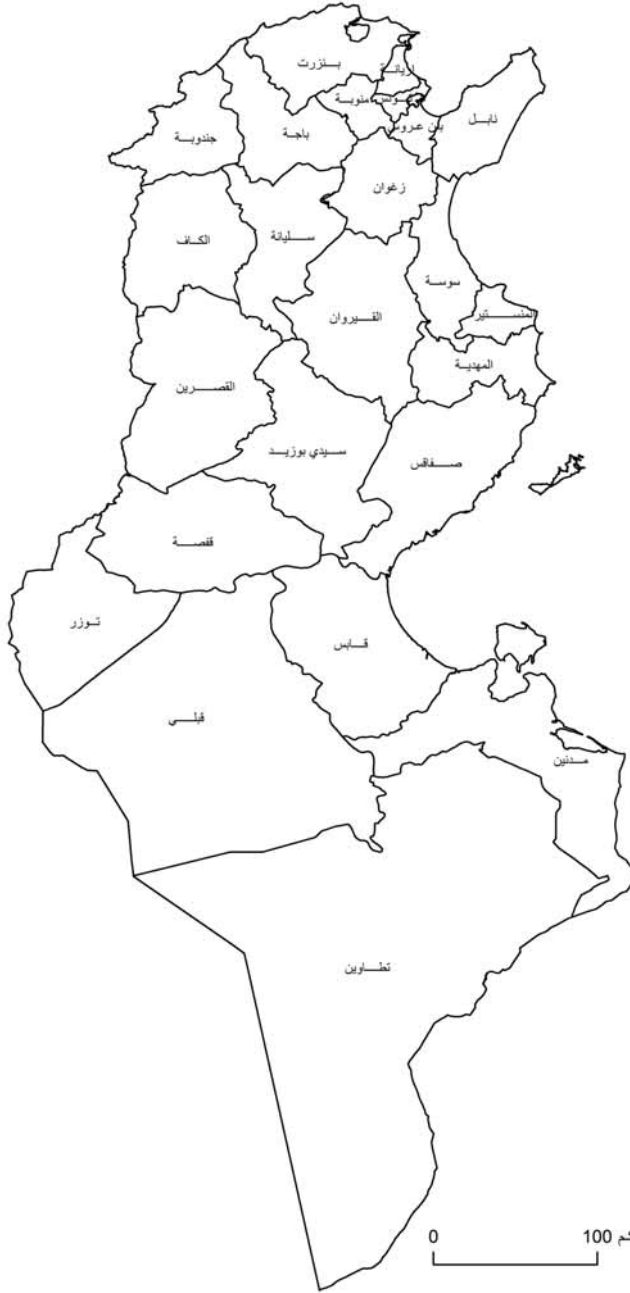 بنزرت
اريانة
تونس
منوبة
بن عروس
نابل
باجة
جندوبة
زغوان
سليانة
الكاف
سوسة
المنستير
القيروان
المهدية
القصرين
سيدي بوزيد
صفاقس
قفصة
توزر
قابس
قبلي
مدنين
تطاوين
0 100 كم